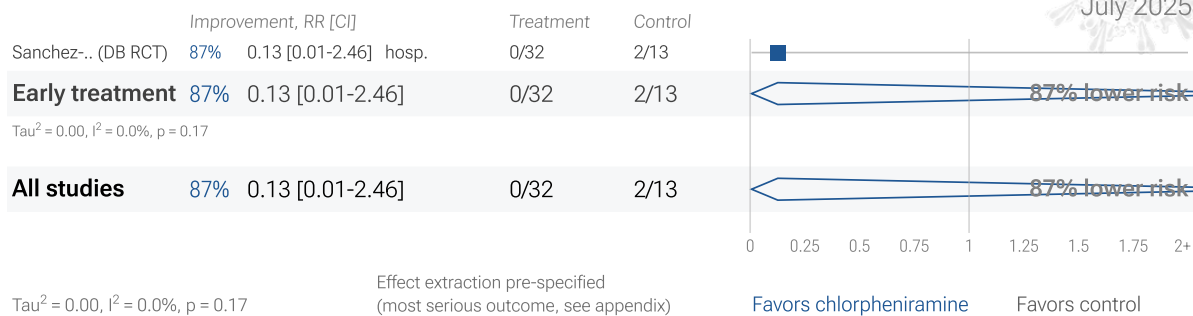 July 2025
Improvement, RR [CI] Treatment Control
Sanchez-.. (DB RCT) 87% 0.13 [0.01-2.46] hosp. 0/32 2/13
Early treatment 87% 0.13 [0.01-2.46] 0/32 2/13 87% lower risk
Tau² = 0.00, I² = 0.0%, p = 0.17
All studies 87% 0.13 [0.01-2.46] 0/32 2/13 87% lower risk
0 0.25 0.5 0.75 1 1.25 1.5 1.75 2+
Effect extraction pre-specified
Tau² = 0.00, I² = 0.0%, p = 0.17 (most serious outcome, see appendix) Favors chlorpheniramine Favors control